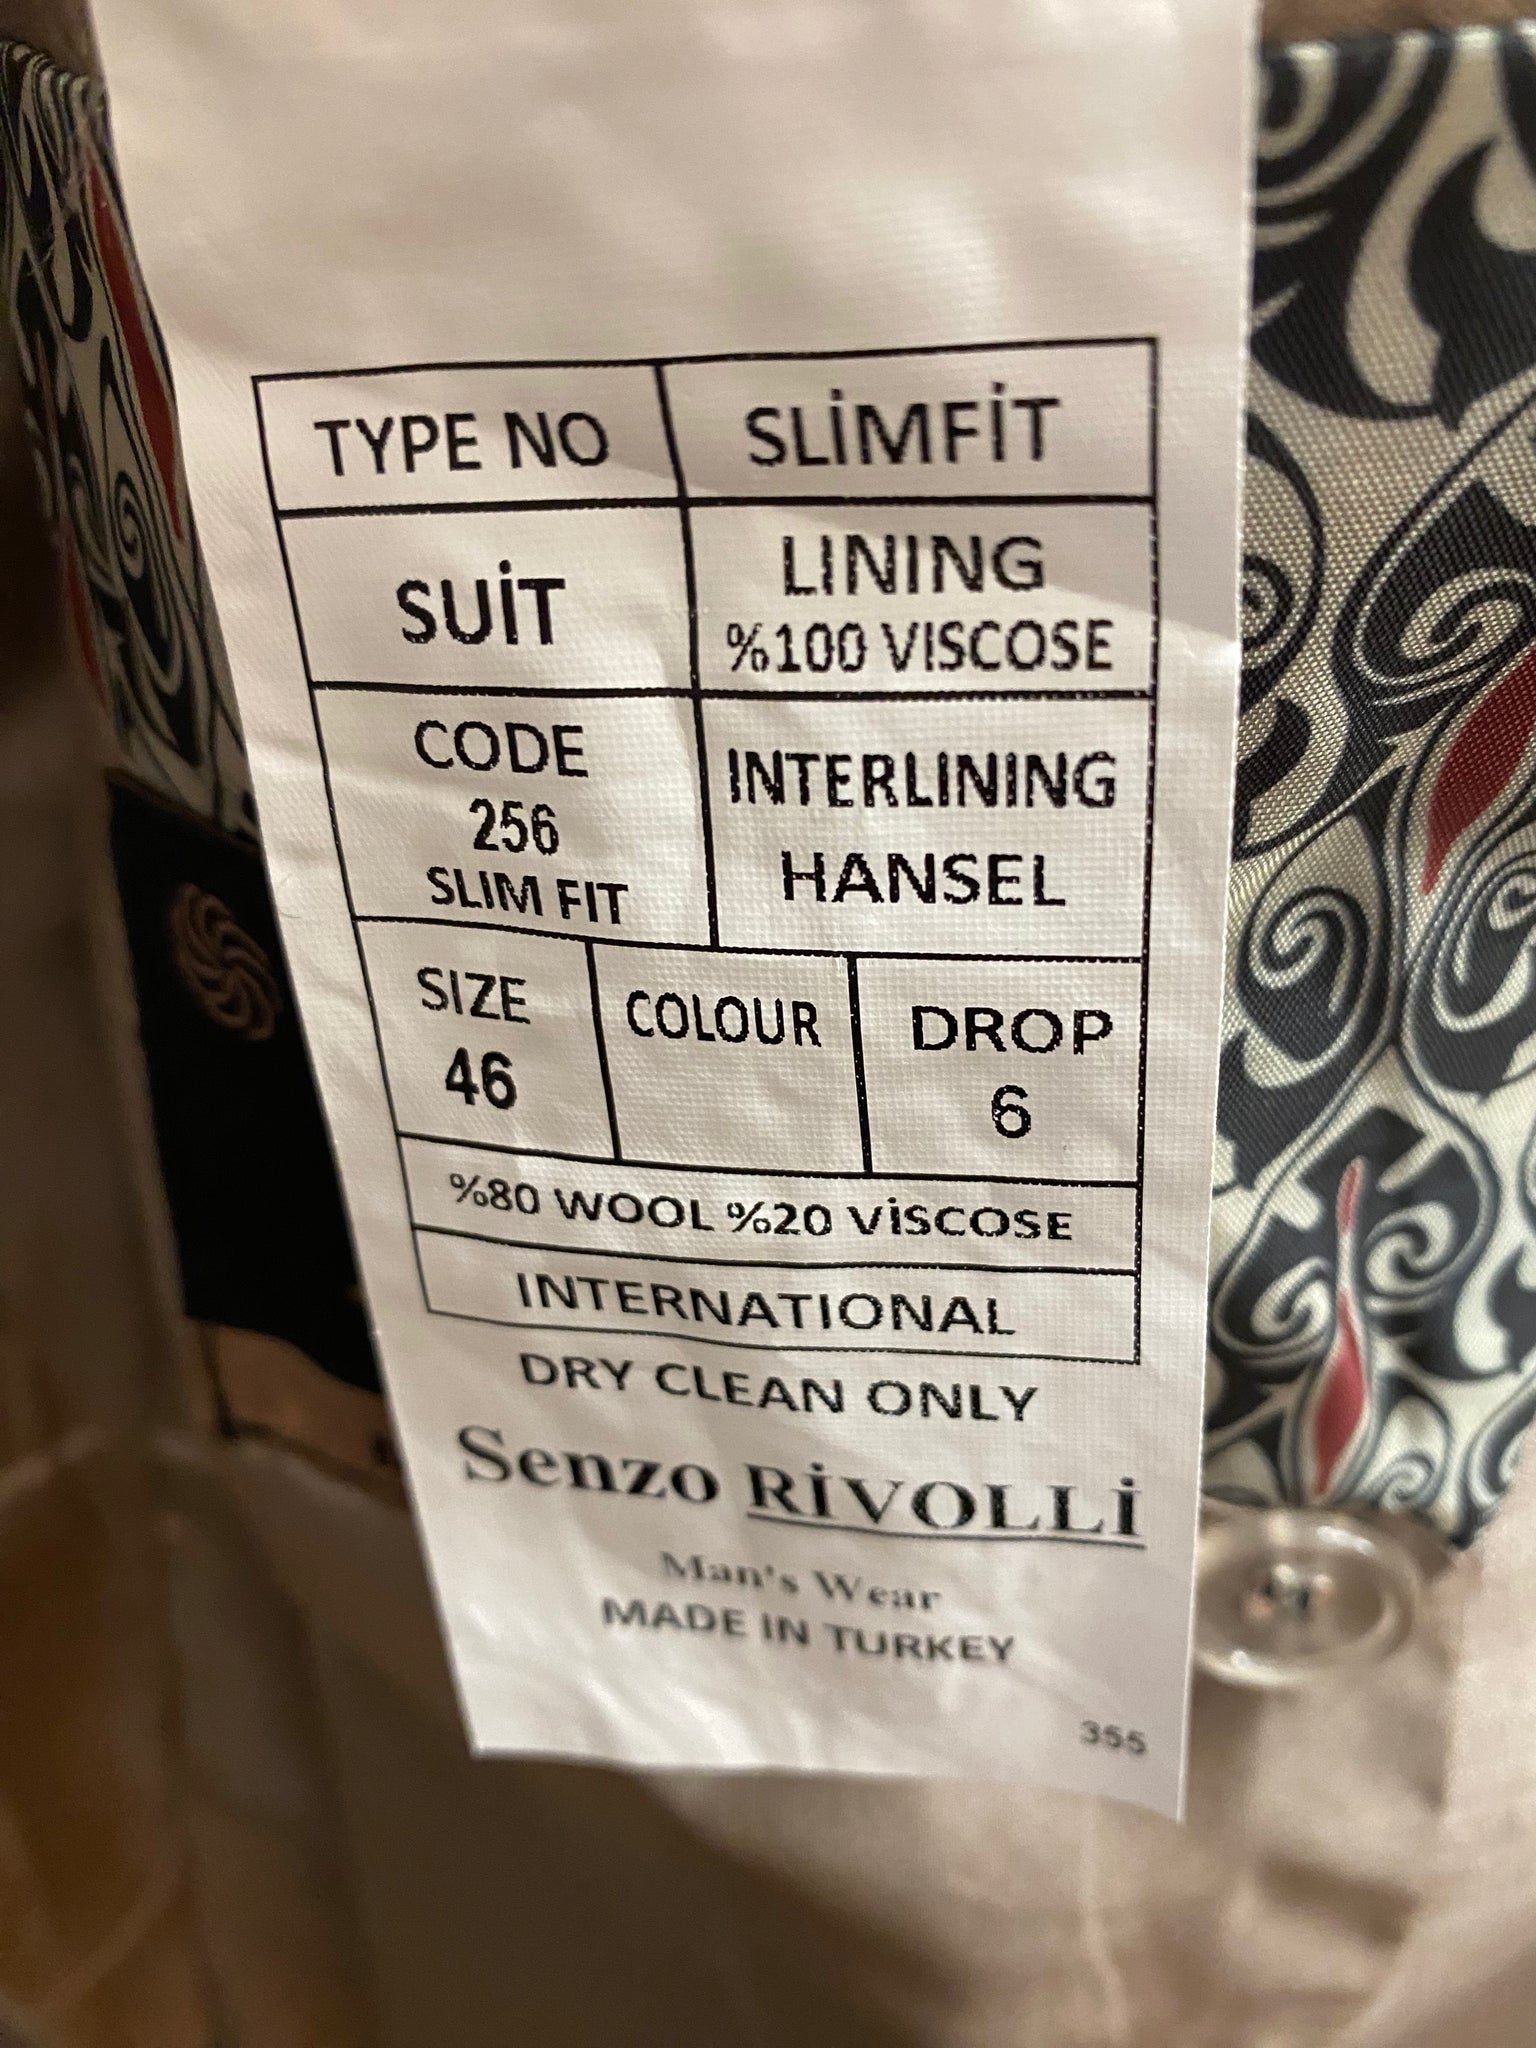 TYPE NO
SLİMFİT
SUİT
LINING
%100 VISCOSE
CODE
256
SLIM FIT
INTERLINING
HANSEL
SIZE
46
COLOUR
DROP
6
%80 WOOL %20 VİSCOSE
INTERNATIONAL
DRY CLEAN ONLY
Senzo RİVOLLİ
Man's Wear
MADE IN TURKEY
355